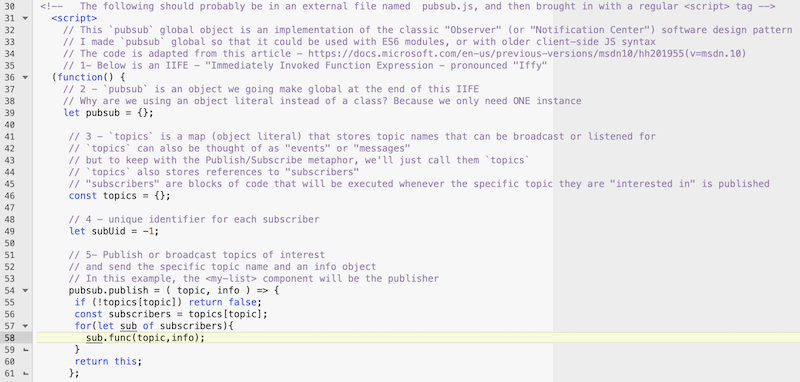 30 <!-- The following should probably be in an external file named pubsub.js, and then brought in with a regular <script> tag -->
31 <script>
32 // This `pubsub` global object is an implementation of the classic "Observer" (or "Notification Center") software design pattern
33 // I made `pubsub` global so that it could be used with ES6 modules, or with older client-side JS syntax
34 // The code is adapted from this article - https://docs.microsoft.com/en-us/previous-versions/msdn10/hh201955(v=msdn.10)
35 // 1- Below is an IIFE - "Immediately Invoked Function Expression - pronounced "Iffy"
36 (function() {
37 // 2 - `pubsub` is an object we going make global at the end of this IIFE
38 // Why are we using an object literal instead of a class? Because we only need ONE instance
39 let pubsub = {};
40
41 // 3 - `topics` is a map (object literal) that stores topic names that can be broadcast or listened for
42 // `topics` can also be thought of as "events" or "messages"
43 // but to keep with the Publish/Subscribe metaphor, we'll just call them `topics`
44 // `topics` also stores references to "subscribers"
45 // "subscribers" are blocks of code that will be executed whenever the specific topic they are "interested in" is published
46 const topics = {};
47
48 // 4 - unique identifier for each subscriber
49 let subUid = -1;
50
51 // 5- Publish or broadcast topics of interest
52 // and send the specific topic name and an info object
53 // In this example, the <my-list> component will be the publisher
54 pubsub.publish = ( topic, info ) => {
55 if (!topics[topic]) return false;
56 const subscribers = topics[topic];
57 for(let sub of subscribers){
58 sub.func(topic,info);
59 }
60 return this;
61 };